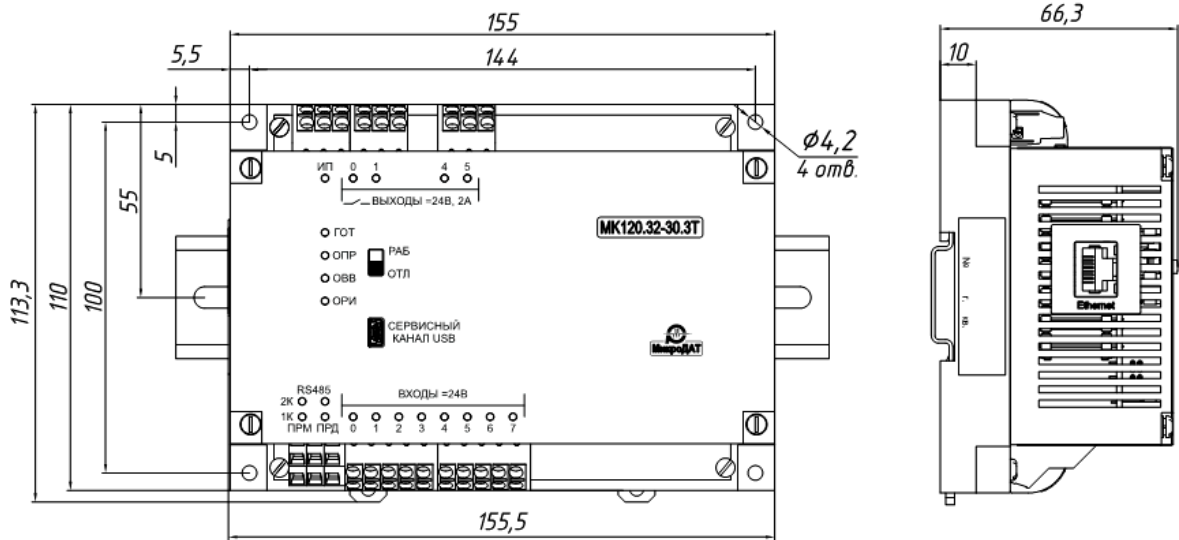 155
66,3
5,5
144
10
5
Ø4,2
4 отв.
ИП 0 1 4 5
ВЫХОДЫ =24В, 2А
55
МК120.32-30.3Т
ГОТ
ОПР
РАБ
ОВВ
ОТЛ
ОРИ
113,3
110
100
№ г. кв.
Ethernet
СЕРВИСНЫЙ
КАНАЛ USB
МикроДАТ
RS485
ВХОДЫ =24В
2К
1К
ПРМ ПРД 0 1 2 3 4 5 6 7
155,5